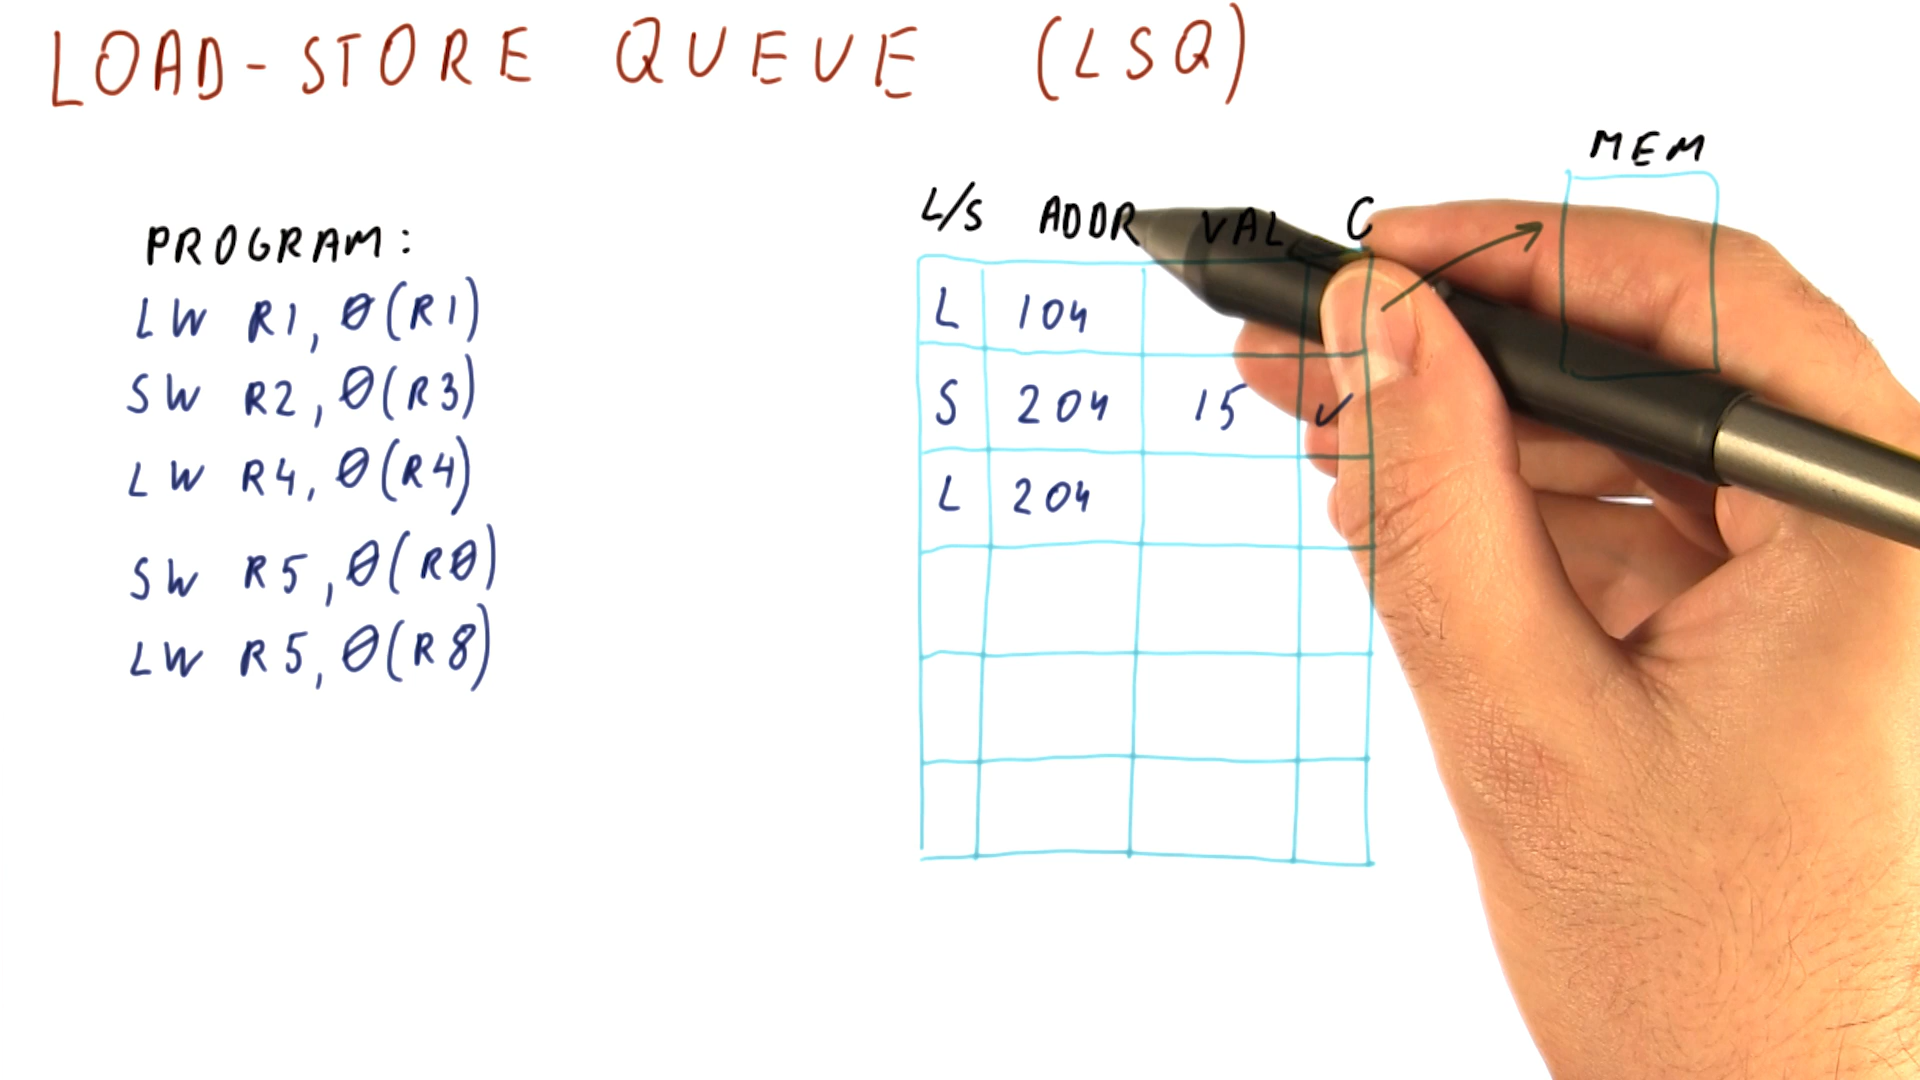 LOAD-STORE QUEUE (LSQ)
MEM
L/S ADDR VAL C
PROGRAM:
LW R1, 0(R1)
SW R2, 0(R3)
LW R4, 0(R4)
SW R5, 0(R0)
LW R5, 0(R8)
L 104
S 204 15 ✓
L 204